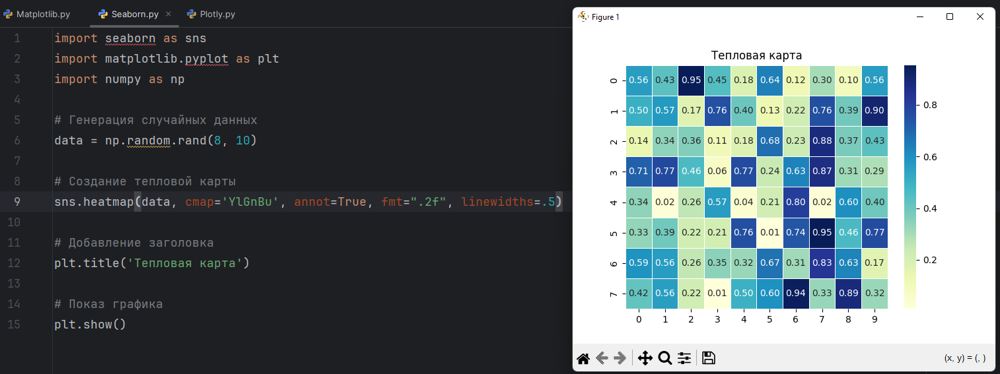 Matplotlib.py Seaborn.py Plotly.py
1 import seaborn as sns
2 import matplotlib.pyplot as plt
3 import numpy as np
4
5 # Генерация случайных данных
6 data = np.random.rand(8, 10)
7
8 # Создание тепловой карты
9 sns.heatmap(data, cmap='YlGnBu', annot=True, fmt=".2f", linewidths=.5)
10
11 # Добавление заголовка
12 plt.title('Тепловая карта')
13
14 # Показ графика
15 plt.show()
Figure 1
Тепловая карта
0 0.56 0.43 0.95 0.45 0.18 0.64 0.12 0.30 0.10 0.56
1 0.50 0.57 0.17 0.76 0.40 0.13 0.22 0.76 0.39 0.90
2 0.14 0.34 0.36 0.11 0.18 0.68 0.23 0.88 0.37 0.43
3 0.71 0.77 0.46 0.06 0.77 0.24 0.63 0.87 0.31 0.29
4 0.34 0.02 0.26 0.57 0.04 0.21 0.80 0.02 0.60 0.40
5 0.33 0.39 0.22 0.21 0.76 0.01 0.74 0.95 0.46 0.77
6 0.59 0.56 0.26 0.35 0.32 0.67 0.31 0.83 0.63 0.17
7 0.42 0.56 0.22 0.01 0.50 0.60 0.94 0.33 0.89 0.32
0 1 2 3 4 5 6 7 8 9
0.8
0.6
0.4
0.2
(x, y) = (, )